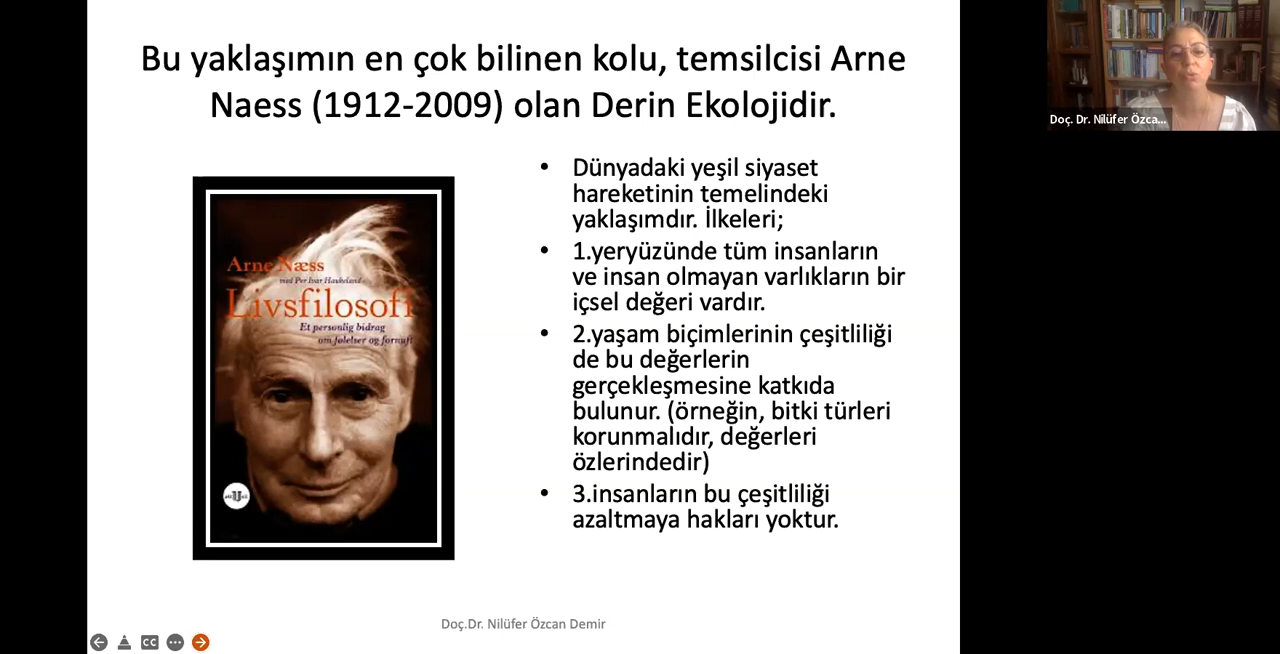 Bu yaklaşımın en çok bilinen kolu, temsilcisi Arne
Naess (1912-2009) olan Derin Ekolojidir.
Doç. Dr. Nilüfer Özca...
Arne Næss
med Per Ivar Haukeland
Livsfilosofi
Et personlig bidrag
om følelser og fornuft
• Dünyadaki yeşil siyaset
hareketinin temelindeki
yaklaşımdır. İlkeleri;
• 1.yeryüzünde tüm insanların
ve insan olmayan varlıkların bir
içsel değeri vardır.
• 2.yaşam biçimlerinin çeşitliliği
de bu değerlerin
gerçekleşmesine katkıda
bulunur. (örneğin, bitki türleri
korunmalıdır, değerleri
özlerindedir)
• 3.insanların bu çeşitliliği
azaltmaya hakları yoktur.
Doç.Dr. Nilüfer Özcan Demir
CC